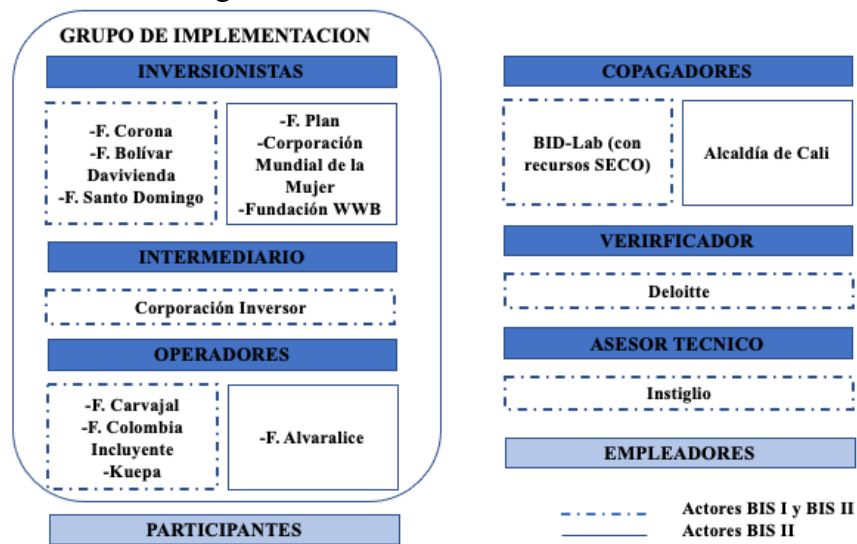 GRUPO DE IMPLEMENTACION
INVERSIONISTAS
-F. Corona
-F. Bolívar
Davivienda
-F. Santo Domingo
-F. Plan
-Corporación
Mundial de la
Mujer
-Fundación WWB
INTERMEDIARIO
Corporación Inversor
OPERADORES
-F. Carvajal
-F. Colombia
Incluyente
-Kuepa
-F. Alvaralice
PARTICIPANTES
COPAGADORES
BID-Lab (con
recursos SECO)
Alcaldía de Cali
VERIRFICADOR
Deloitte
ASESOR TECNICO
Instiglio
EMPLEADORES
Actores BIS I y BIS II
Actores BIS II